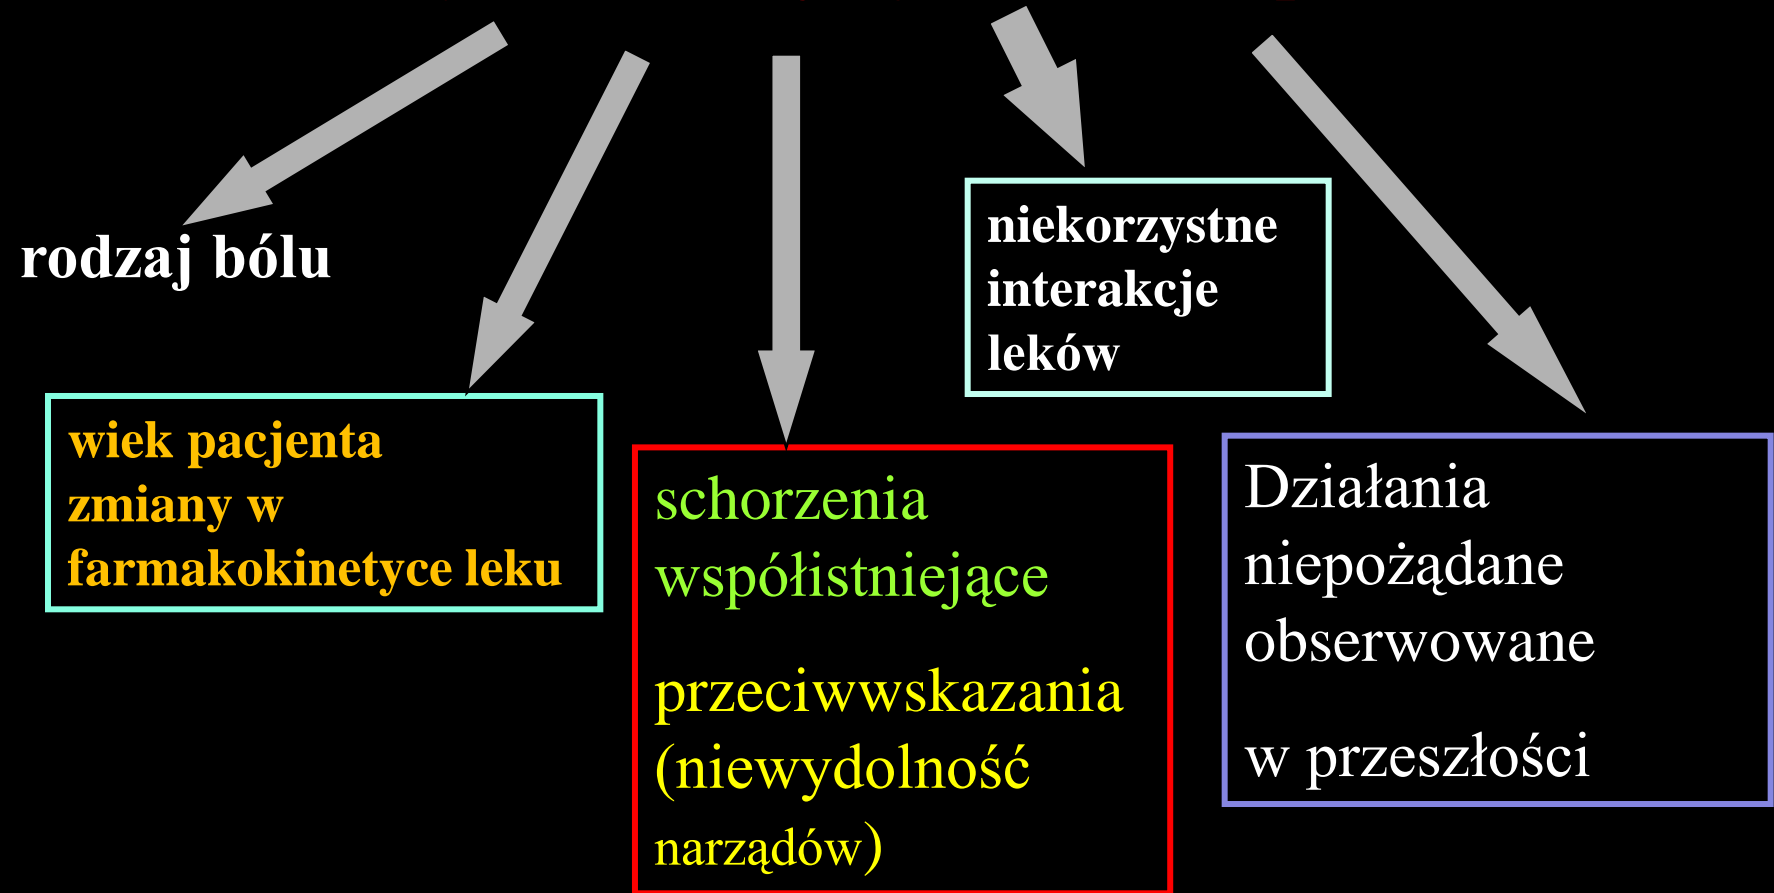 rodzaj bólu
wiek pacjenta
zmiany w
farmakokinetyce leku
schorzenia
współistniejące
przeciwwskazania
(niewydolność
narządów)
niekorzystne
interakcje
leków
Działania
niepożądane
obserwowane
w przeszłości